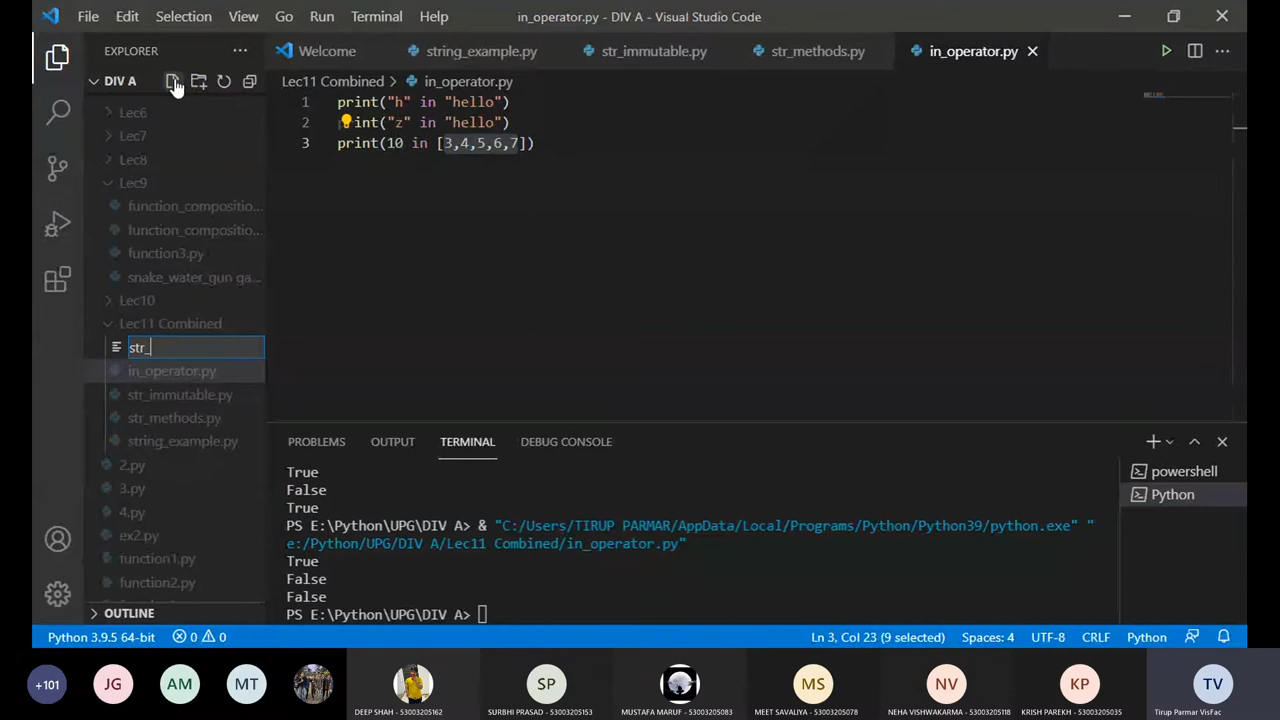 File Edit Selection View Go Run Terminal Help in_operator.py - DIV A - Visual Studio Code
EXPLORER
Welcome string_example.py str_immutable.py str_methods.py in_operator.py
DIV A
Lec11 Combined > in_operator.py
Lec6
Lec7
Lec8
Lec9
function_compositio...
function_compositio...
function3.py
snake_water_gun ga...
Lec10
Lec11 Combined
str_
in_operator.py
str_immutable.py
str_methods.py
string_example.py
2.py
3.py
4.py
ex2.py
function1.py
function2.py
OUTLINE
1 print("h" in "hello")
2 int("z" in "hello")
3 print(10 in [3,4,5,6,7])
PROBLEMS OUTPUT TERMINAL DEBUG CONSOLE
True
False
True
PS E:\Python\UPG\DIV A> & "C:/Users/TIRUP PARMAR/AppData/Local/Programs/Python/Python39/python.exe" "
e:/Python/UPG/DIV A/Lec11 Combined/in_operator.py"
True
False
False
PS E:\Python\UPG\DIV A>
powershell
Python
Python 3.9.5 64-bit 0 0 Ln 3, Col 23 (9 selected) Spaces: 4 UTF-8 CRLF Python
+101 JG AM MT SP MS NV KP TV
DEEP SHAH - 53003205162 SURBHI PRASAD - 53003205153 MUSTAFA MARUF - 53003205083 MEET SAVALIYA - 53003205078 NEHA VISHWAKARMA - 53003205118 KRISH PAREKH - 53003205035 Tirup Parmar VisFac